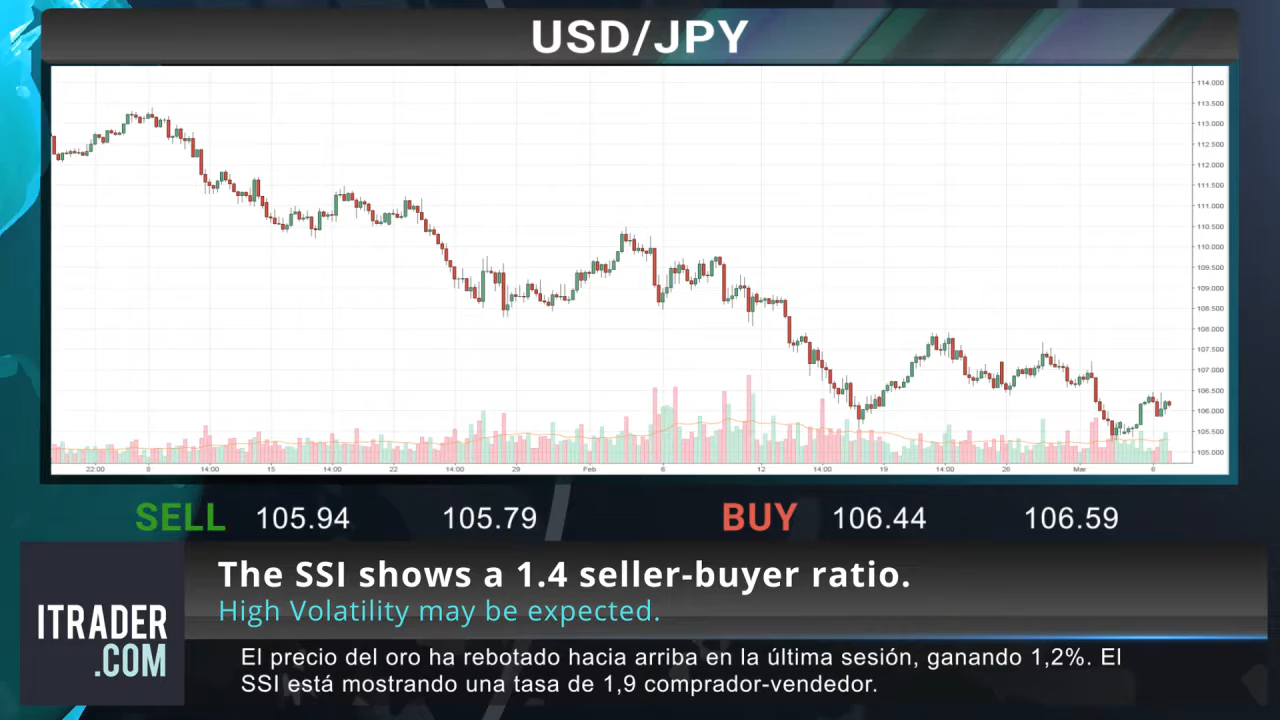 USD/JPY
114.000
113.500
113.000
112.500
112.000
111.500
111.000
110.500
110.000
109.500
109.000
108.500
108.000
107.500
107.000
106.500
106.000
105.500
105.000
22:00 8 14:00 15 14:00 22 14:00 29 Feb 6 12 14:00 19 14:00 26 Mar 6
SELL 105.94 105.79 BUY 106.44 106.59
The SSI shows a 1.4 seller-buyer ratio.
High Volatility may be expected.
ITRADER
.COM
El precio del oro ha rebotado hacia arriba en la última sesión, ganando 1,2%. El
SSI está mostrando una tasa de 1,9 comprador-vendedor.